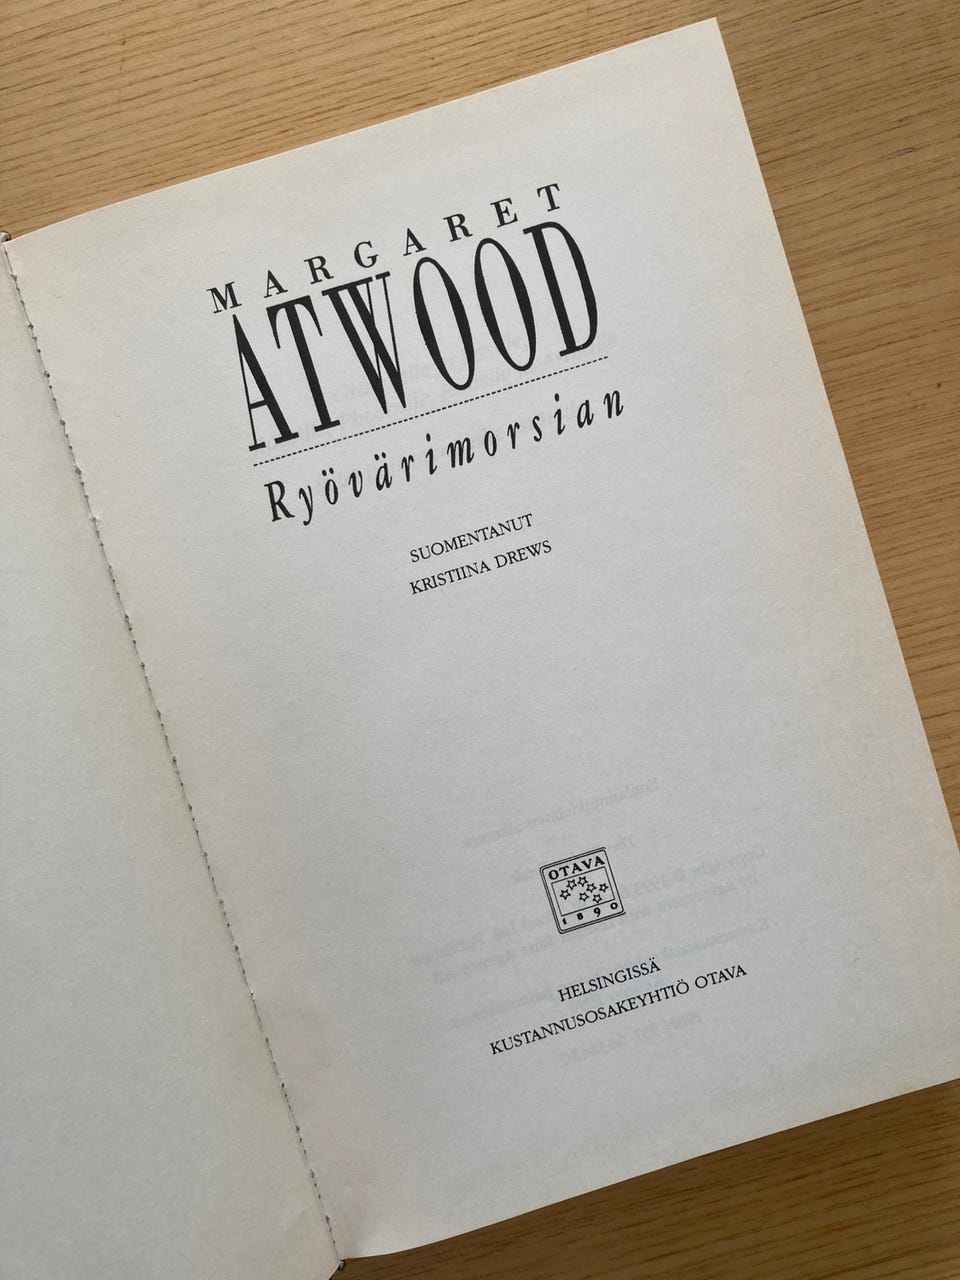 MARGARET
ATWOOD
Ryövärimorsian
SUOMENTANUT
KRISTIINA DREWS
OTAVA
1890
HELSINGISSÄ
KUSTANNUSOSAKEYHTIÖ OTAVA